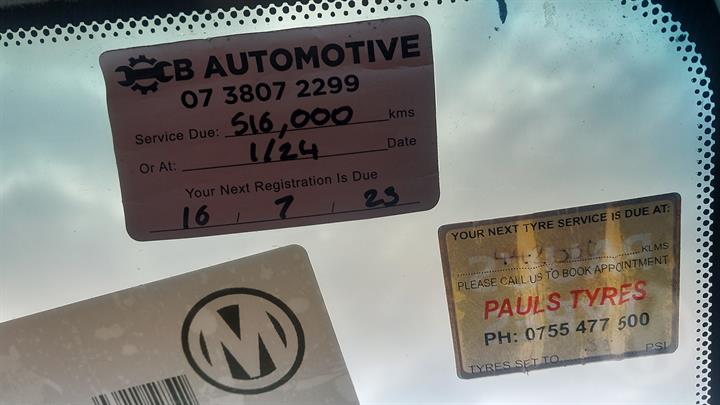 CB AUTOMOTIVE
07 3807 2299
Service Due: 516,000 kms
Or At: 1/24 Date
Your Next Registration Is Due
16 / 7 / 23
M
YOUR NEXT TYRE SERVICE IS DUE AT:
KLMS
PLEASE CALL US TO BOOK APPOINTMENT
PAULS TYRES
PH: 0755 477 500
TYRES SET TO PSI